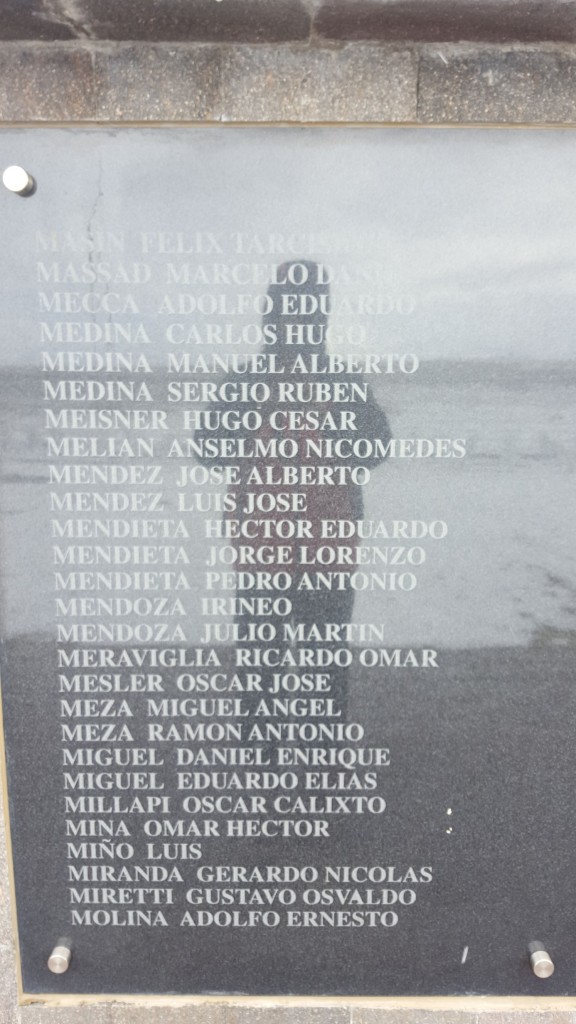 MASIN FELIX
MASSAD MARCELO
MECCA ADOLFO EDUARDO
MEDINA CARLOS HUGO
MEDINA MANUEL ALBERTO
MEDINA SERGIO RUBEN
MEISNER HUGO CESAR
MELIAN ANSELMO NICOMEDES
MENDEZ JOSE ALBERTO
MENDEZ LUIS JOSE
MENDIETA HECTOR EDUARDO
MENDIETA JORGE LORENZO
MENDIETA PEDRO ANTONIO
MENDOZA IRINEO
MENDOZA JULIO MARTIN
MERAVIGLIA RICARDO OMAR
MESLER OSCAR JOSE
MEZA MIGUEL ANGEL
MEZA RAMON ANTONIO
MIGUEL DANIEL ENRIQUE
MIGUEL EDUARDO ELIAS
MILLAPI OSCAR CALIXTO
MINA OMAR HECTOR
MIÑO LUIS
MIRANDA GERARDO NICOLAS
MIRETTI GUSTAVO OSVALDO
MOLINA ADOLFO ERNESTO